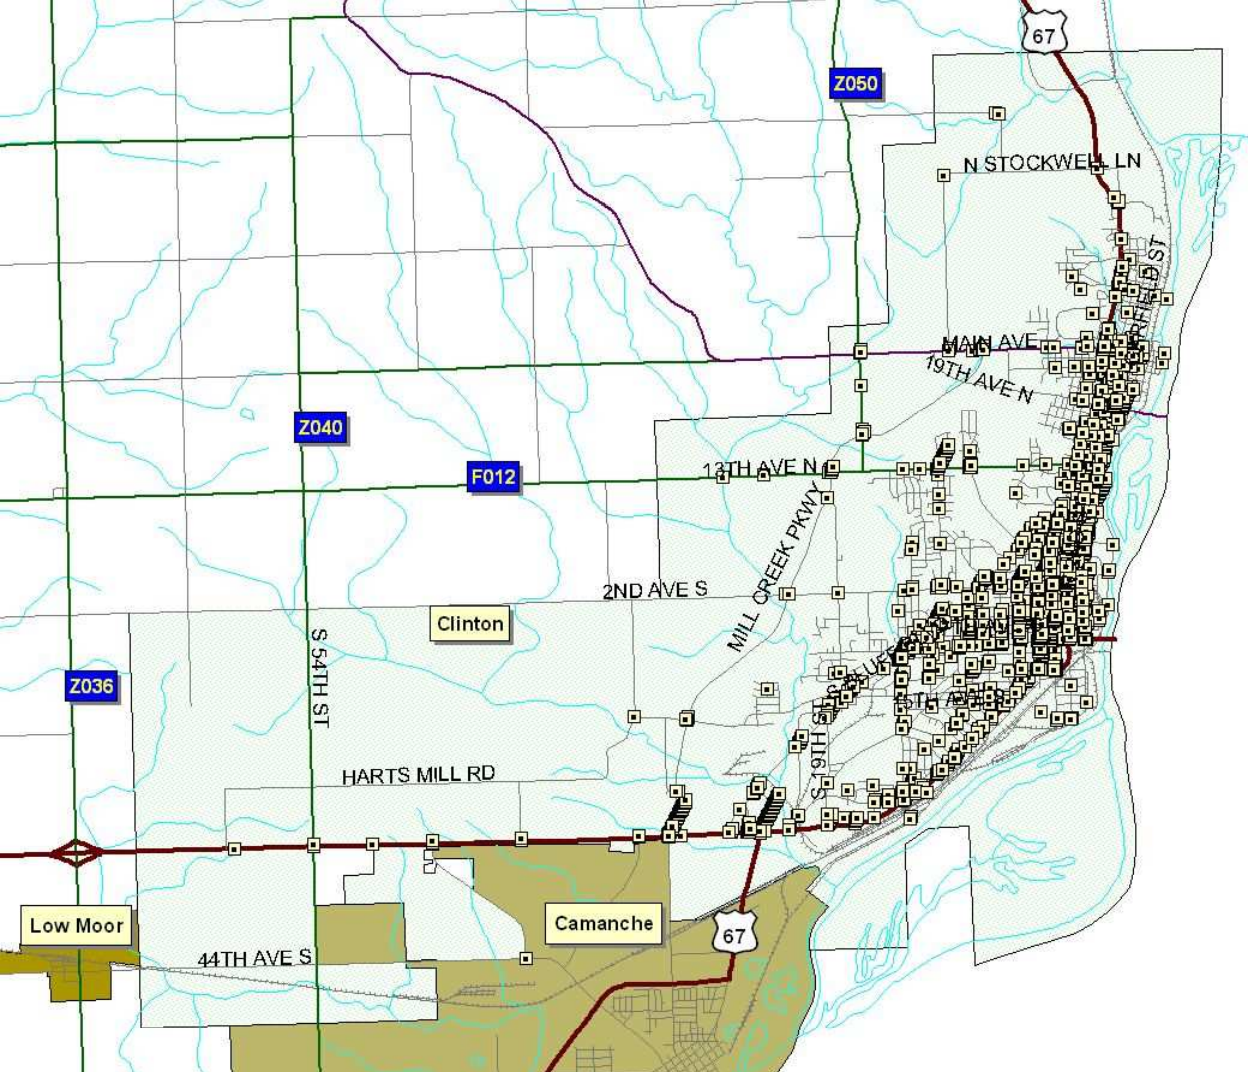 67
Z050
N STOCKWELL LN
MAIN AVE
19TH AVE N
Z040
F012
13TH AVE N
MILL CREEK PKWY
2ND AVE S
Clinton
S 54TH ST
Z036
S 19TH ST
HARTS MILL RD
Low Moor
Camanche
67
44TH AVE S